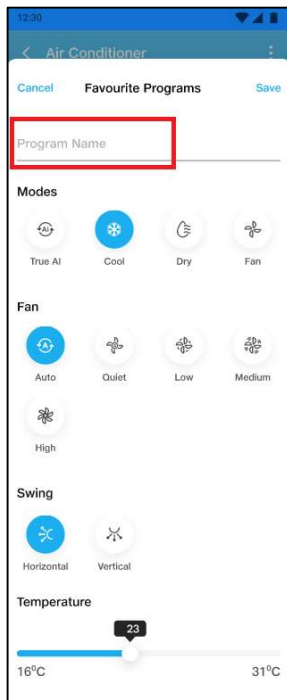 12:30
Air Conditioner
Cancel Favourite Programs Save
Program Name
Modes
AI
True AI Cool Dry Fan
Fan
A
Auto Quiet Low Medium
High
Swing
Horizontal Vertical
Temperature
23
16°C 31°C